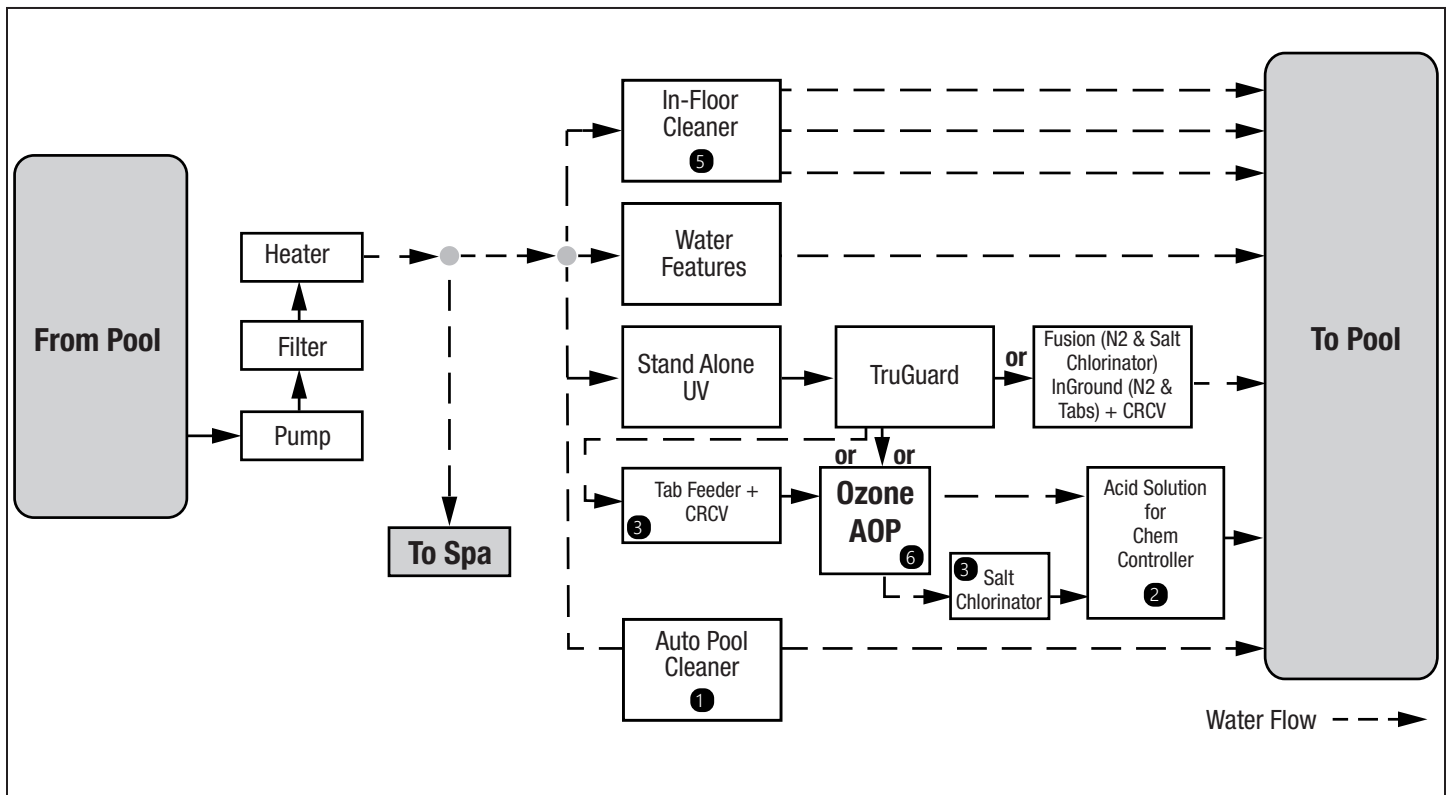 In-Floor
Cleaner
5
Heater
Water
Features
From Pool
To Pool
Filter
Stand Alone
UV
TruGuard
or
Fusion (N2 & Salt
Chlorinator)
InGround (N2 &
Tabs) + CRCV
Pump
or or
Tab Feeder +
CRCV
3
Ozone
AOP
6
Acid Solution
for
Chem
Controller
2
To Spa
3 Salt
Chlorinator
Auto Pool
Cleaner
1
Water Flow